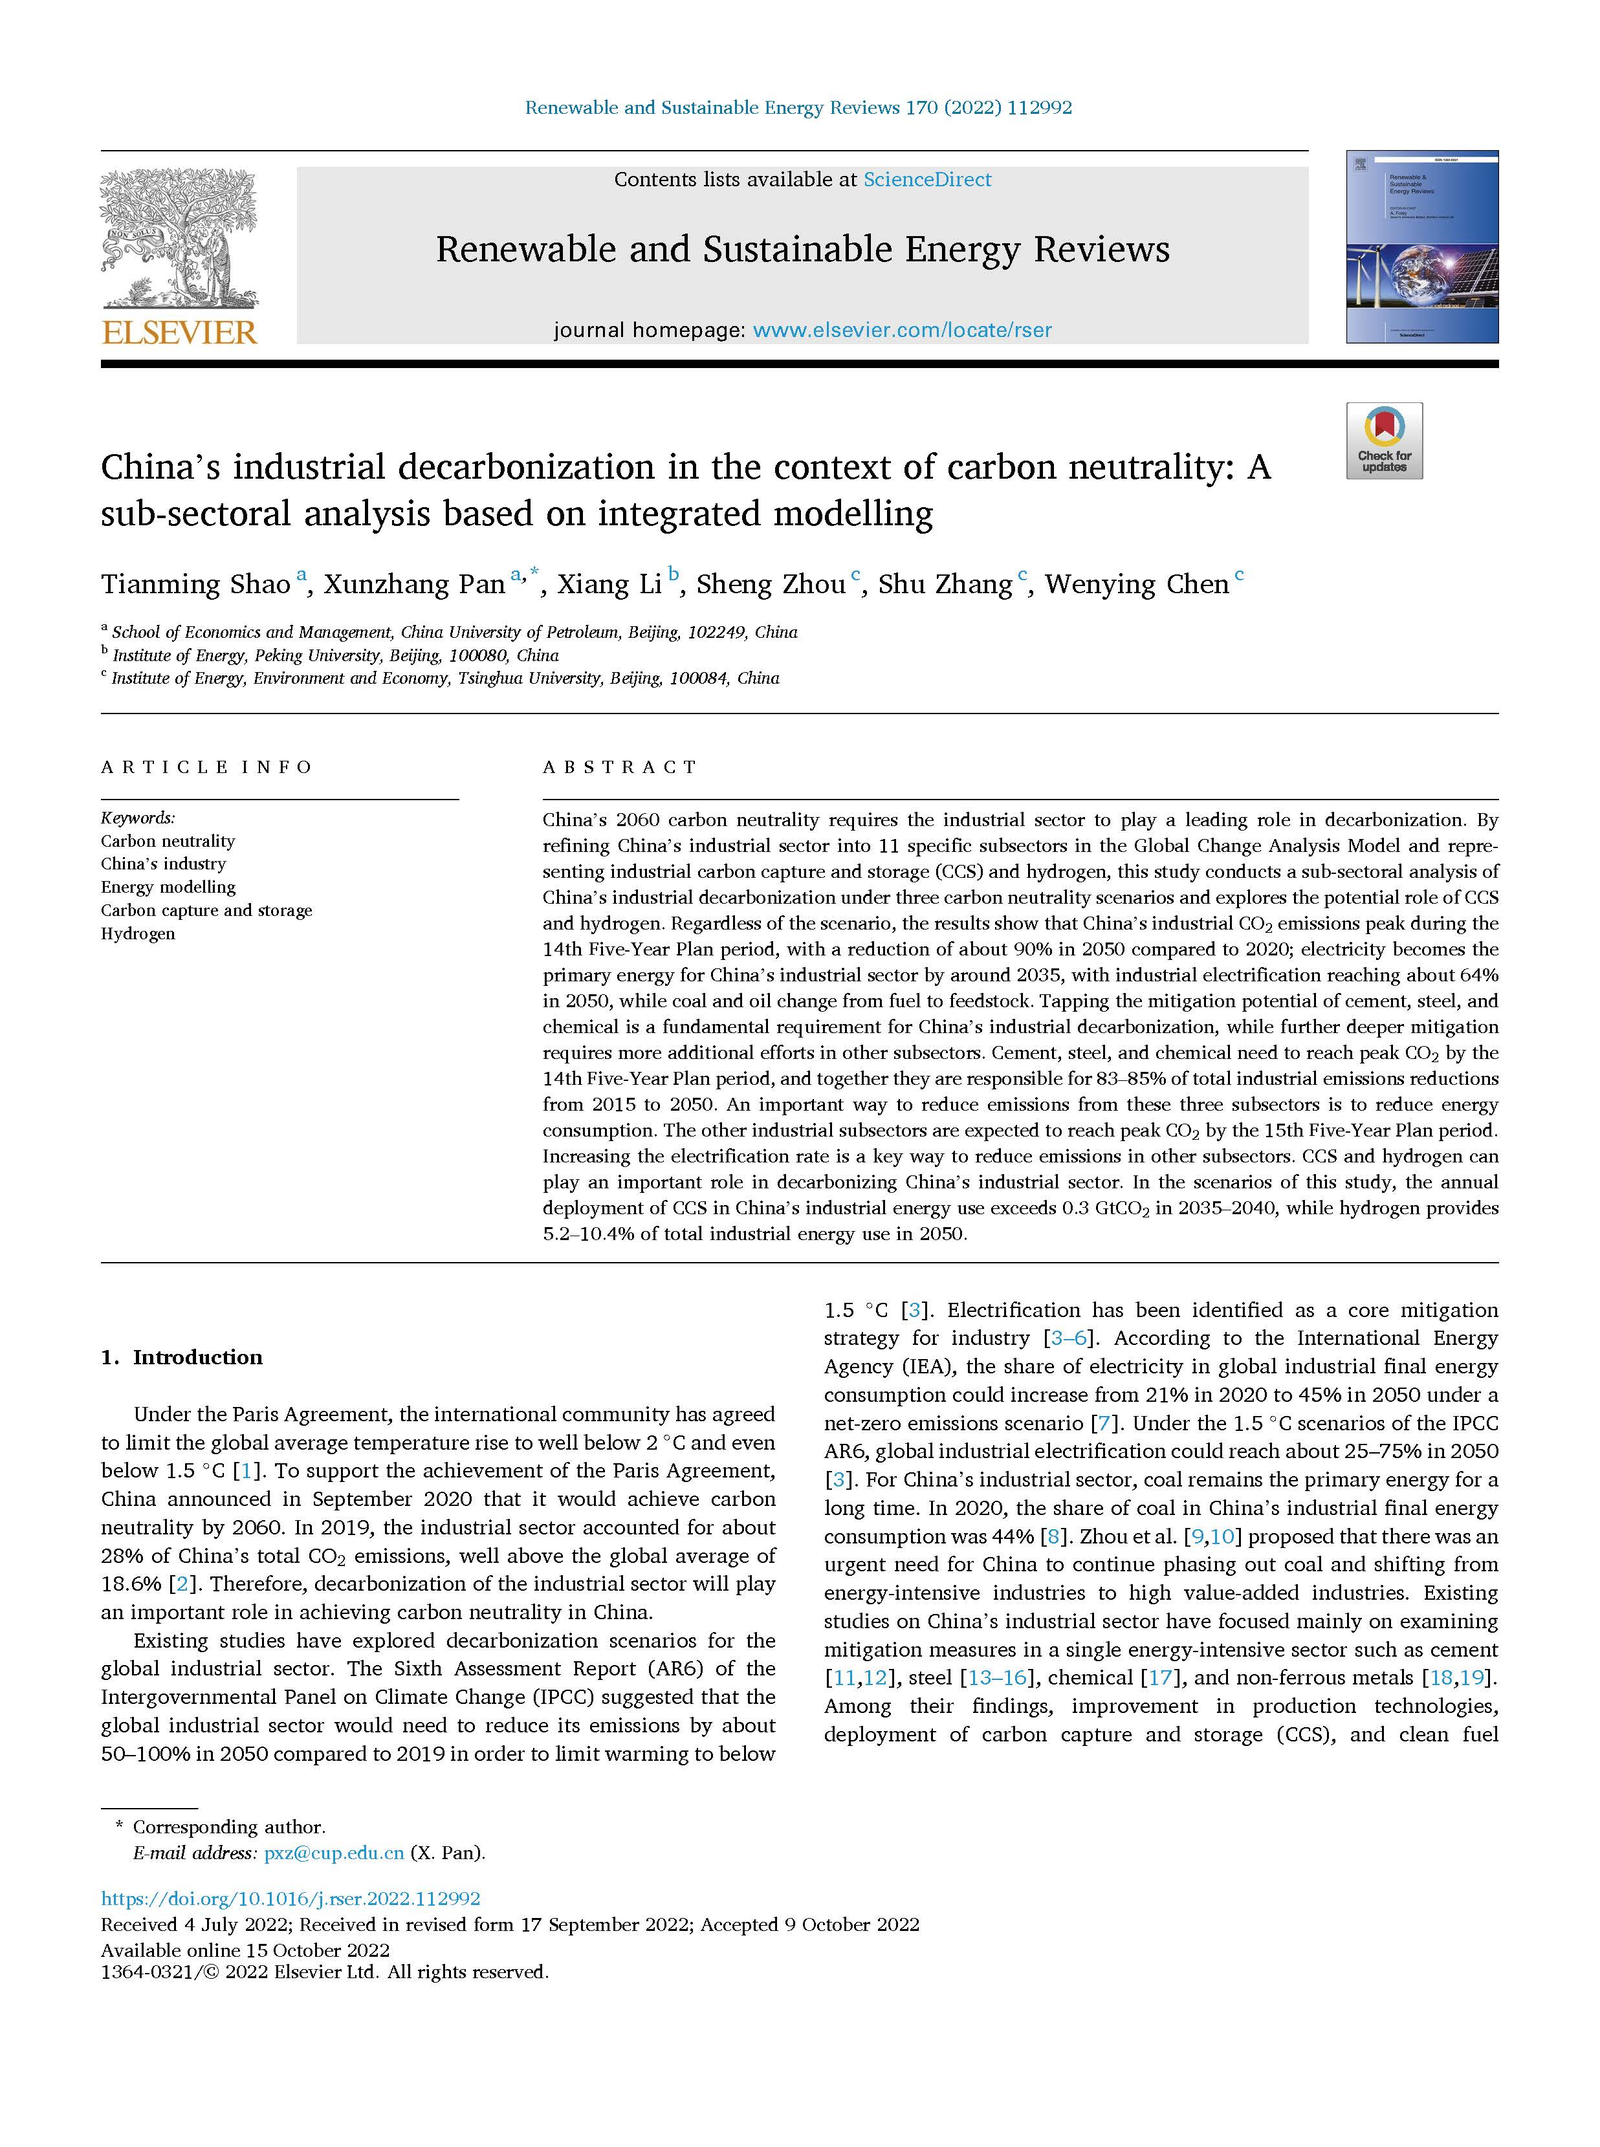 Renewable and Sustainable Energy Reviews 170 (2022) 112992
Contents lists available at ScienceDirect
Renewable and Sustainable Energy Reviews
journal homepage: www.elsevier.com/locate/rser
NON SOLUS
ELSEVIER
Renewable &
Sustainable
Energy Reviews
ScienceDirect
Check for
updates
China's industrial decarbonization in the context of carbon neutrality: A
sub-sectoral analysis based on integrated modelling
Tianming Shao a, Xunzhang Pan a,*, Xiang Li b, Sheng Zhou c, Shu Zhang c, Wenying Chen c
a School of Economics and Management, China University of Petroleum, Beijing, 102249, China
b Institute of Energy, Peking University, Beijing, 100080, China
c Institute of Energy, Environment and Economy, Tsinghua University, Beijing, 100084, China
ARTICLE INFO
Keywords:
Carbon neutrality
China's industry
Energy modelling
Carbon capture and storage
Hydrogen
ABSTRACT
China's 2060 carbon neutrality requires the industrial sector to play a leading role in decarbonization. By
refining China's industrial sector into 11 specific subsectors in the Global Change Analysis Model and repre-
senting industrial carbon capture and storage (CCS) and hydrogen, this study conducts a sub-sectoral analysis of
China's industrial decarbonization under three carbon neutrality scenarios and explores the potential role of CCS
and hydrogen. Regardless of the scenario, the results show that China's industrial CO2 emissions peak during the
14th Five-Year Plan period, with a reduction of about 90% in 2050 compared to 2020; electricity becomes the
primary energy for China's industrial sector by around 2035, with industrial electrification reaching about 64%
in 2050, while coal and oil change from fuel to feedstock. Tapping the mitigation potential of cement, steel, and
chemical is a fundamental requirement for China's industrial decarbonization, while further deeper mitigation
requires more additional efforts in other subsectors. Cement, steel, and chemical need to reach peak CO2 by the
14th Five-Year Plan period, and together they are responsible for 83–85% of total industrial emissions reductions
from 2015 to 2050. An important way to reduce emissions from these three subsectors is to reduce energy
consumption. The other industrial subsectors are expected to reach peak CO2 by the 15th Five-Year Plan period.
Increasing the electrification rate is a key way to reduce emissions in other subsectors. CCS and hydrogen can
play an important role in decarbonizing China's industrial sector. In the scenarios of this study, the annual
deployment of CCS in China's industrial energy use exceeds 0.3 GtCO2 in 2035–2040, while hydrogen provides
5.2–10.4% of total industrial energy use in 2050.
1. Introduction
Under the Paris Agreement, the international community has agreed
to limit the global average temperature rise to well below 2 °C and even
below 1.5 °C [1]. To support the achievement of the Paris Agreement,
China announced in September 2020 that it would achieve carbon
neutrality by 2060. In 2019, the industrial sector accounted for about
28% of China's total CO2 emissions, well above the global average of
18.6% [2]. Therefore, decarbonization of the industrial sector will play
an important role in achieving carbon neutrality in China.
Existing studies have explored decarbonization scenarios for the
global industrial sector. The Sixth Assessment Report (AR6) of the
Intergovernmental Panel on Climate Change (IPCC) suggested that the
global industrial sector would need to reduce its emissions by about
50–100% in 2050 compared to 2019 in order to limit warming to below
1.5 °C [3]. Electrification has been identified as a core mitigation
strategy for industry [3–6]. According to the International Energy
Agency (IEA), the share of electricity in global industrial final energy
consumption could increase from 21% in 2020 to 45% in 2050 under a
net-zero emissions scenario [7]. Under the 1.5 °C scenarios of the IPCC
AR6, global industrial electrification could reach about 25–75% in 2050
[3]. For China's industrial sector, coal remains the primary energy for a
long time. In 2020, the share of coal in China's industrial final energy
consumption was 44% [8]. Zhou et al. [9,10] proposed that there was an
urgent need for China to continue phasing out coal and shifting from
energy-intensive industries to high value-added industries. Existing
studies on China's industrial sector have focused mainly on examining
mitigation measures in a single energy-intensive sector such as cement
[11,12], steel [13–16], chemical [17], and non-ferrous metals [18,19].
Among their findings, improvement in production technologies,
deployment of carbon capture and storage (CCS), and clean fuel
* Corresponding author.
E-mail address: pxz@cup.edu.cn (X. Pan).
https://doi.org/10.1016/j.rser.2022.112992
Received 4 July 2022; Received in revised form 17 September 2022; Accepted 9 October 2022
Available online 15 October 2022
1364-0321/© 2022 Elsevier Ltd. All rights reserved.